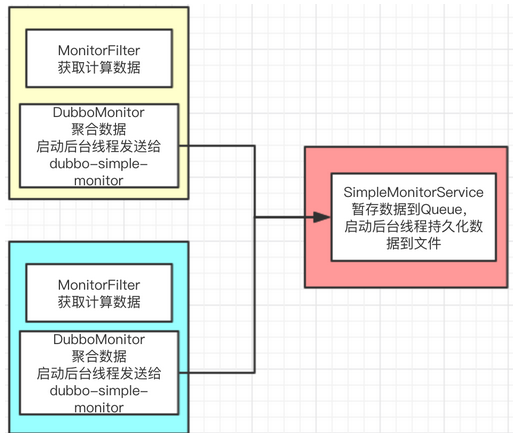 MonitorFilter
获取计算数据
DubboMonitor
聚合数据
启动后台线程发送给
dubbo-simple-
monitor
SimpleMonitorService
暂存数据到Queue,
启动后台线程持久化数
据到文件
MonitorFilter
获取计算数据
DubboMonitor
聚合数据
启动后台线程发送给
dubbo-simple-
monitor